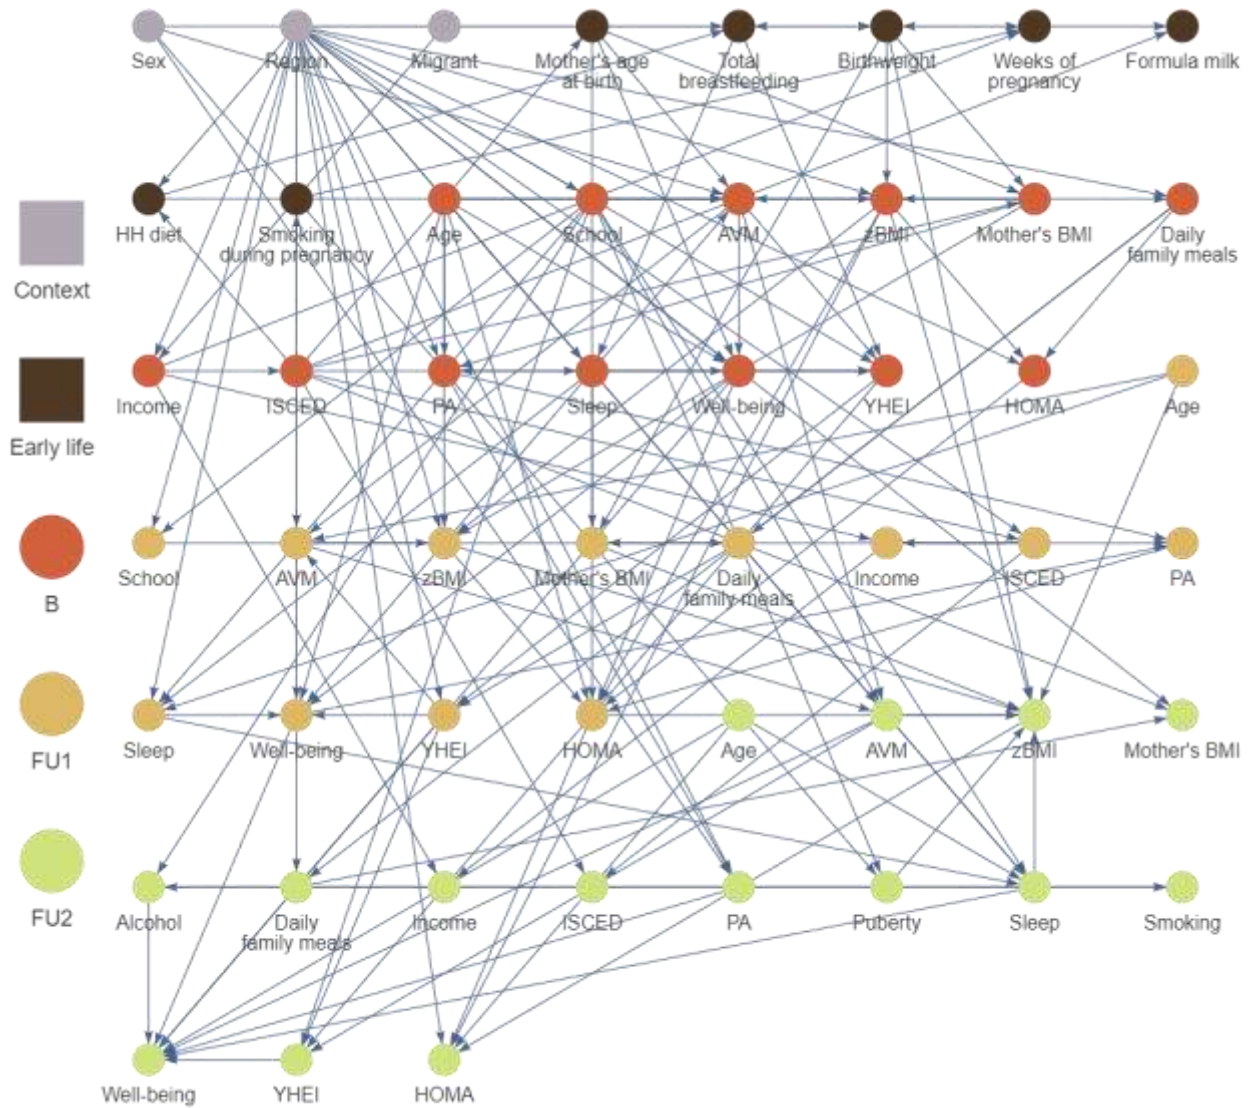 Sex Region Migrant Mother's age Total Birthweight Weeks of Formula milk
at birth breastfeeding pregnancy
HH diet Smoking Age School AVM zBMI Mother's BMI Daily
during pregnancy family meals
Context
Income ISCED PA Sleep Well-being YHEI HOMA Age
Early life
School AVM zBMI Mother's BMI Daily Income ISCED PA
family meals
B
Sleep Well-being YHEI HOMA Age AVM zBMI Mother's BMI
FU1
Alcohol Daily Income ISCED PA Puberty Sleep Smoking
family meals
FU2
Well-being YHEI HOMA